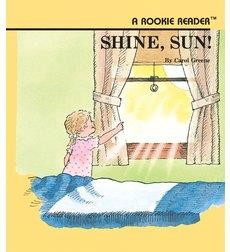 A ROOKIE READER™
SHINE, SUN!
By Carol Greene